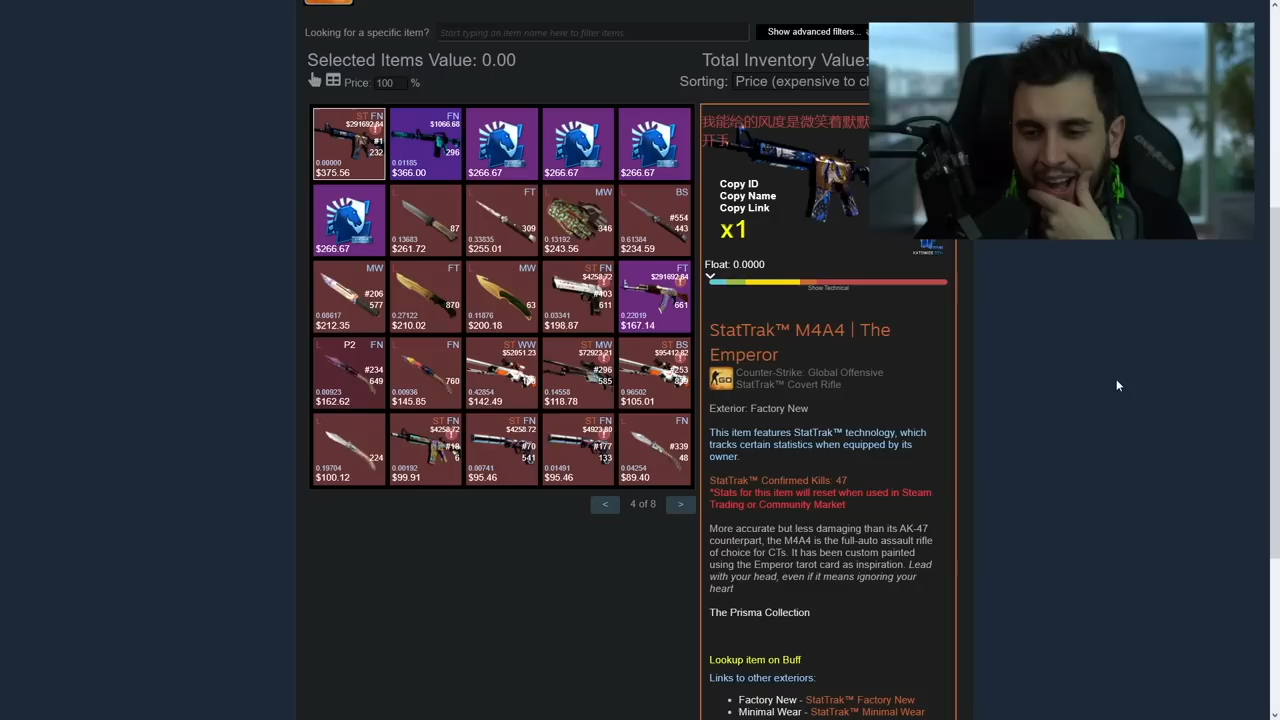 Looking for a specific item?
Start typing an item name here to filter items
Show advanced filters...
Selected Items Value: 0.00
Total Inventory Value:
Price: 100 %
Sorting: Price (expensive to ch
ST FN
$291692.84
#1
232
0.00000
$375.56
FN
$1066.68
296
0.01185
$366.00
$266.67
$266.67
$266.67
$266.67
L
87
0.13683
$261.72
L FT
309
0.33835
$255.01
L MW
346
0.13192
$243.56
L BS
#554
443
0.61384
$234.59
L MW
#206
577
0.08617
$212.35
L FT
870
0.27122
$210.02
L MW
63
0.11876
$200.18
ST FN
$4258.72
#403
611
0.03341
$198.87
FT
$291692.84
661
0.22019
$167.14
L P2 FN
#234
649
0.00923
$162.62
L FN
760
0.00936
$145.85
ST WW
$52051.23
0.42854
$142.49
ST MW
$72923.21
#296
585
0.14558
$118.78
ST BS
#253
0.96502
$105.01
L
224
0.19704
$100.12
ST FN
$4258.72
#18
6
0.00192
$99.91
ST FN
$4258.72
#70
541
0.00741
$95.46
ST FN
$4923.80
#177
133
0.01491
$95.46
L FN
#339
48
0.04254
$89.40
<
4 of 8
>
我能给的风度是微笑着默默
开手
Copy ID
Copy Name
Copy Link
x1
Float: 0.0000
Show Technical
StatTrak™ M4A4 | The
Emperor
Counter-Strike: Global Offensive
StatTrak™ Covert Rifle
Exterior: Factory New
This item features StatTrak™ technology, which
tracks certain statistics when equipped by its
owner.
StatTrak™ Confirmed Kills: 47
*Stats for this item will reset when used in Steam
Trading or Community Market
More accurate but less damaging than its AK-47
counterpart, the M4A4 is the full-auto assault rifle
of choice for CTs. It has been custom painted
using the Emperor tarot card as inspiration. Lead
with your head, even if it means ignoring your
heart
The Prisma Collection
Lookup item on Buff
Links to other exteriors:
Factory New - StatTrak™ Factory New
Minimal Wear - StatTrak™ Minimal Wear